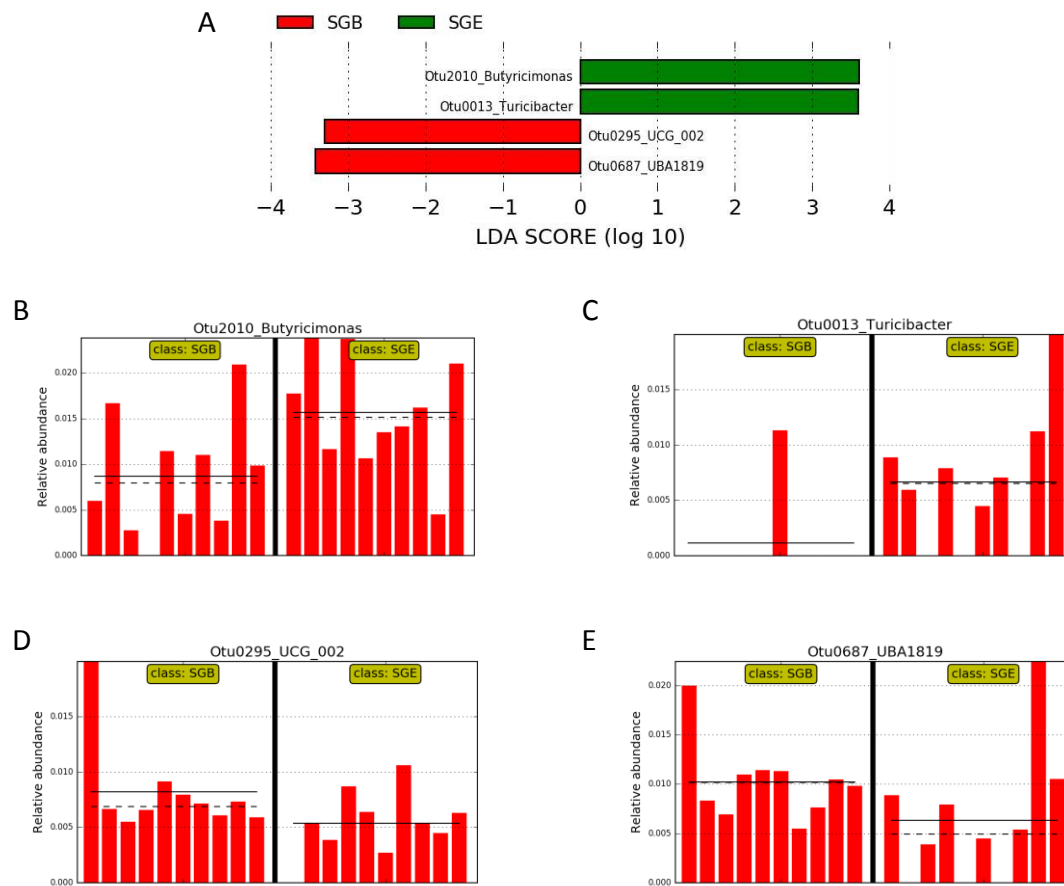 A
SGB SGE
Otu2010_Butyricimonas
Otu0013_Turicibacter
Otu0295_UCG_002
Otu0687_UBA1819
−4 −3 −2 −1 0 1 2 3 4
LDA SCORE (log 10)
B
Otu2010_Butyricimonas
class: SGB class: SGE
0.020
0.015
0.010
0.005
0.000
Relative abundance
C
Otu0013_Turicibacter
class: SGB class: SGE
0.015
0.010
0.005
0.000
Relative abundance
D
Otu0295_UCG_002
class: SGB class: SGE
0.015
0.010
0.005
0.000
Relative abundance
E
Otu0687_UBA1819
class: SGB class: SGE
0.020
0.015
0.010
0.005
0.000
Relative abundance